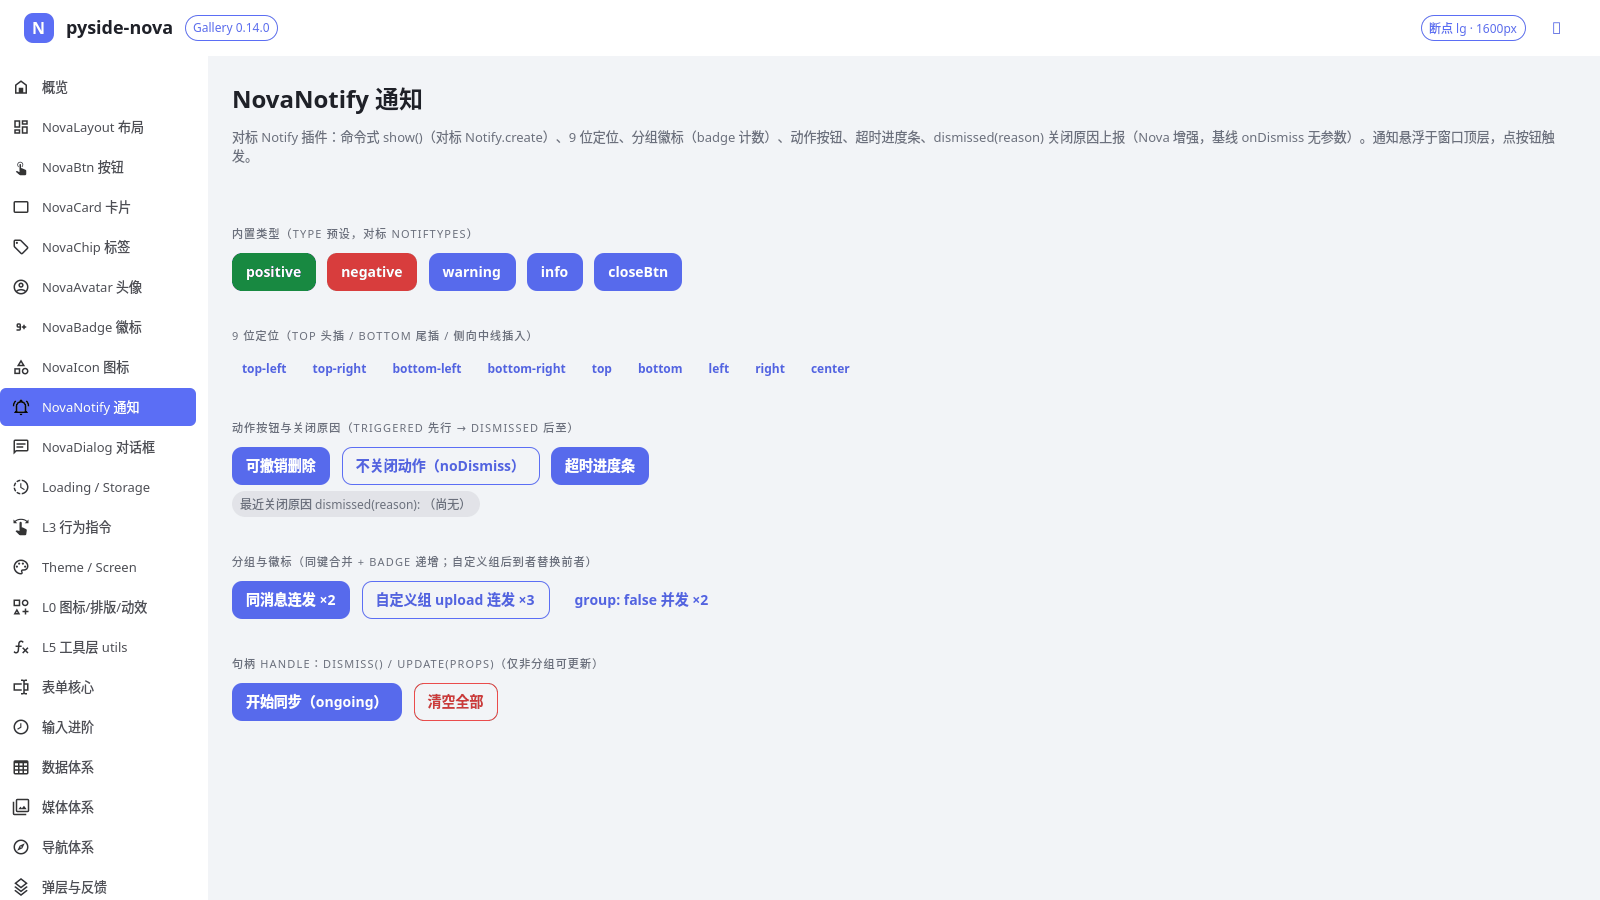 N pyside-nova Gallery 0.14.0
断点 lg · 1600px
概览
NovaLayout 布局
NovaBtn 按钮
NovaCard 卡片
NovaChip 标签
NovaAvatar 头像
9+ NovaBadge 徽标
NovaIcon 图标
NovaNotify 通知
NovaDialog 对话框
Loading / Storage
L3 行为指令
Theme / Screen
L0 图标/排版/动效
L5 工具层 utils
表单核心
输入进阶
数据体系
媒体体系
导航体系
弹层与反馈
NovaNotify 通知
对标 Notify 插件：命令式 show()（对标 Notify.create）、9 位定位、分组徽标（badge 计数）、动作按钮、超时进度条、dismissed(reason) 关闭原因上报（Nova 增强，基线 onDismiss 无参数）。通知悬浮于窗口顶层，点按钮触
发。
内置类型（TYPE 预设，对标 NOTIFTYPES）
positive negative warning info closeBtn
9 位定位（TOP 头插 / BOTTOM 尾插 / 侧向中线插入）
top-left top-right bottom-left bottom-right top bottom left right center
动作按钮与关闭原因（TRIGGERED 先行 → DISMISSED 后至）
可撤销删除 不关闭动作（noDismiss） 超时进度条
最近关闭原因 dismissed(reason): （尚无）
分组与徽标（同键合并 + BADGE 递增；自定义组后到者替换前者）
同消息连发 ×2 自定义组 upload 连发 ×3 group: false 并发 ×2
句柄 HANDLE：DISMISS() / UPDATE(PROPS)（仅非分组可更新）
开始同步（ongoing） 清空全部